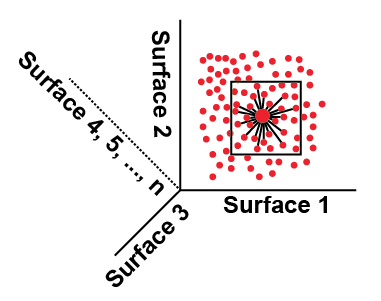 Surface 4, 5, ..., n
Surface 2
Surface 1
Surface 3